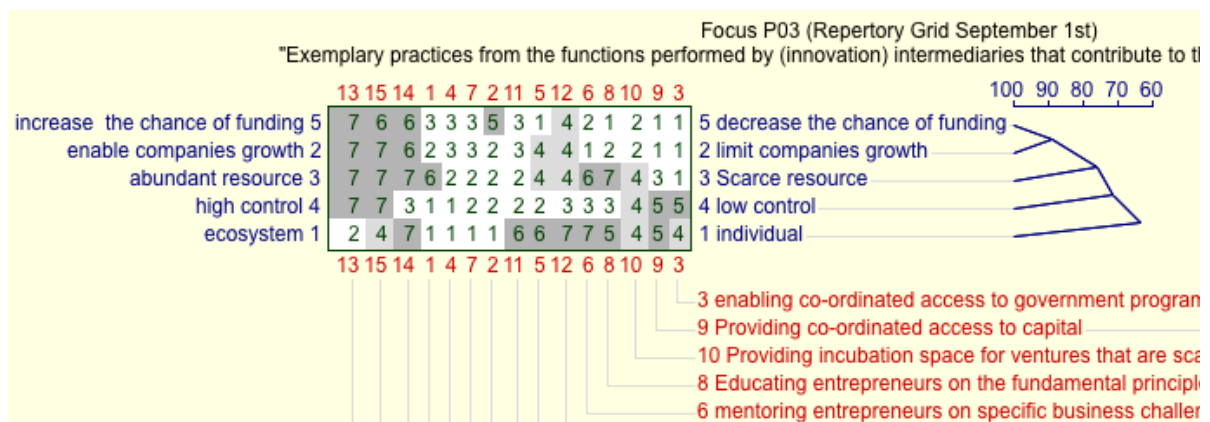 Focus P03 (Repertory Grid September 1st)
"Exemplary practices from the functions performed by (innovation) intermediaries that contribute to
13 15 14 1 4 7 2 11 5 12 6 8 10 9 3
100 90 80 70 60
increase the chance of funding 5 7 6 6 3 3 3 5 3 1 4 2 1 2 1 1 5 decrease the chance of funding
enable companies growth 2 7 7 6 2 3 3 2 3 4 4 1 2 2 1 1 2 limit companies growth
abundant resource 3 7 7 7 6 2 2 2 2 4 4 6 7 4 3 1 3 Scarce resource
high control 4 7 7 3 1 1 2 2 2 2 3 3 3 4 5 5 4 low control
ecosystem 1 2 4 7 1 1 1 1 6 6 7 7 5 4 5 4 1 individual
13 15 14 1 4 7 2 11 5 12 6 8 10 9 3
3 enabling co-ordinated access to government program
9 Providing co-ordinated access to capital
10 Providing incubation space for ventures that are sca
8 Educating entrepreneurs on the fundamental principl
6 mentoring entrepreneurs on specific business challen